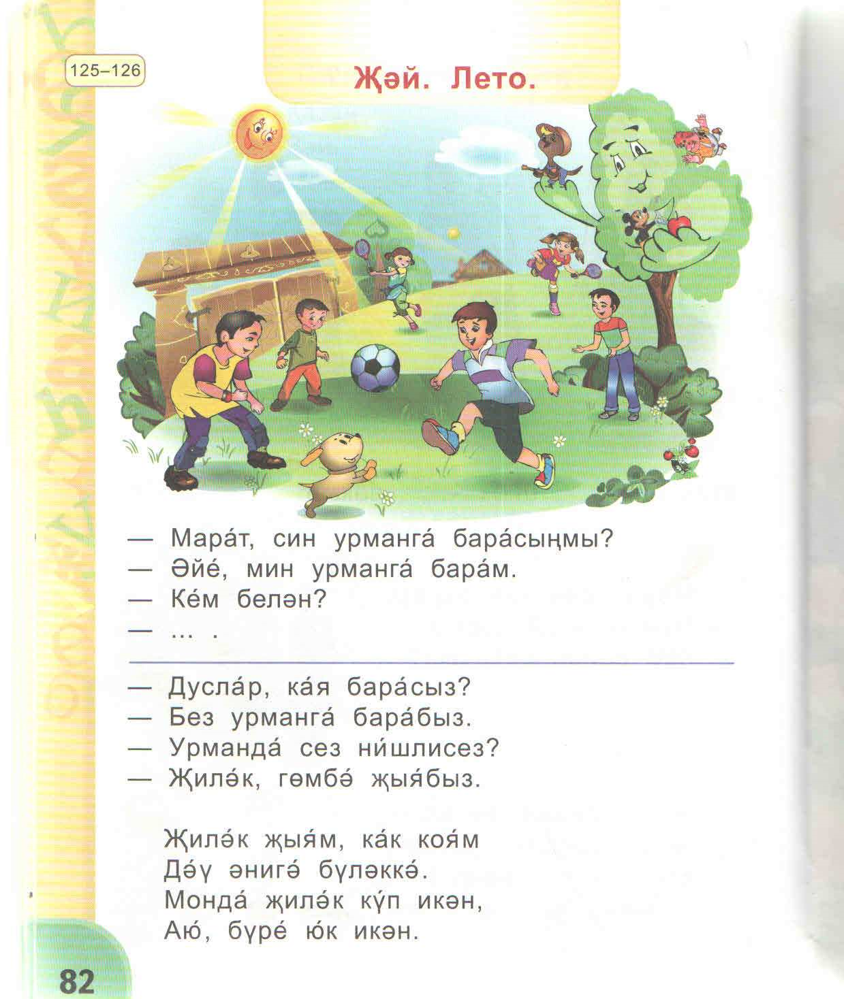 125–126
Җәй. Лето.
— Мара́т, син урманга́ бара́сыңмы?
— Әйе́, мин урманга́ бара́м.
— Ке́м белән?
— ... .
— Дусла́р, ка́я бара́сыз?
— Без урманга́ бара́быз.
— Урманда́ сез ни́шлисез?
— Җилә́к, гөмбә́ җыя́быз.
Җилә́к җыя́м, ка́к коя́м
Дә́ү әнигә́ бүләккә́.
Монда́ җилә́к кү́п икән,
Аю́, бүре́ ю́к икән.
82